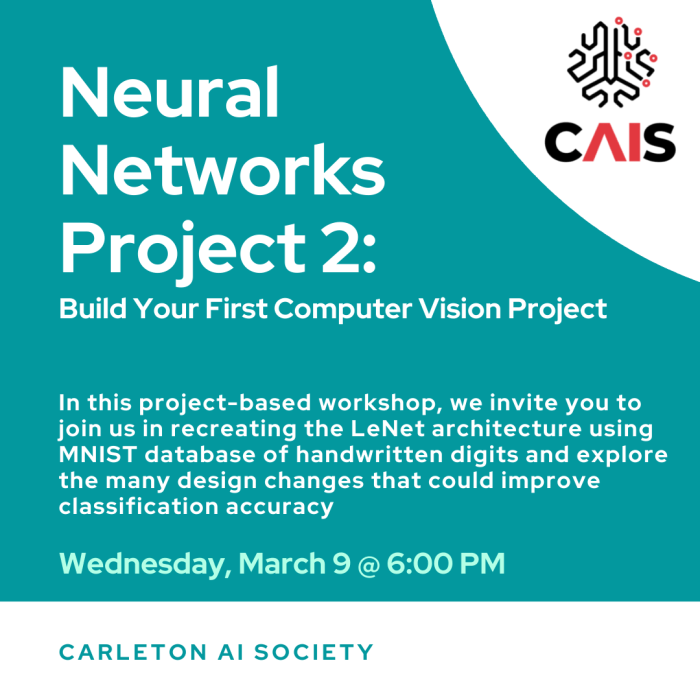 Neural
Networks
Project 2:
Build Your First Computer Vision Project
CAIS
In this project-based workshop, we invite you to
join us in recreating the LeNet architecture using
MNIST database of handwritten digits and explore
the many design changes that could improve
classification accuracy
Wednesday, March 9 @ 6:00 PM
CARLETON AI SOCIETY